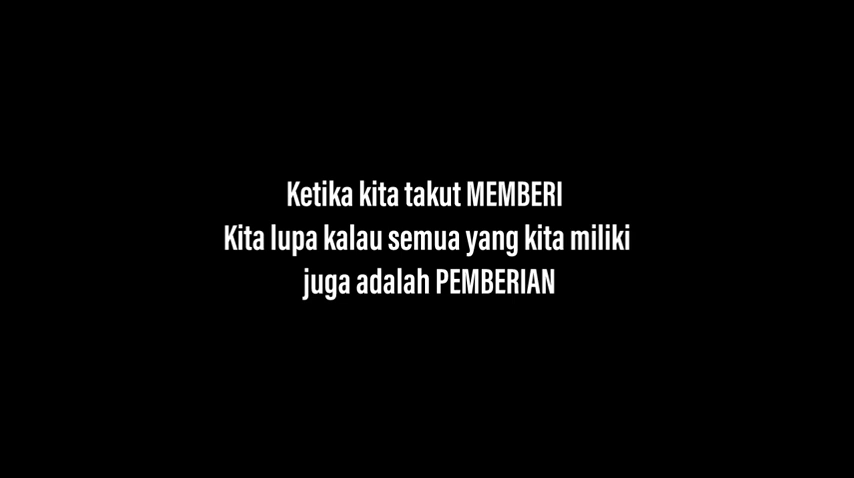 Ketika kita takut MEMBERI
Kita lupa kalau semua yang kita miliki
juga adalah PEMBERIAN